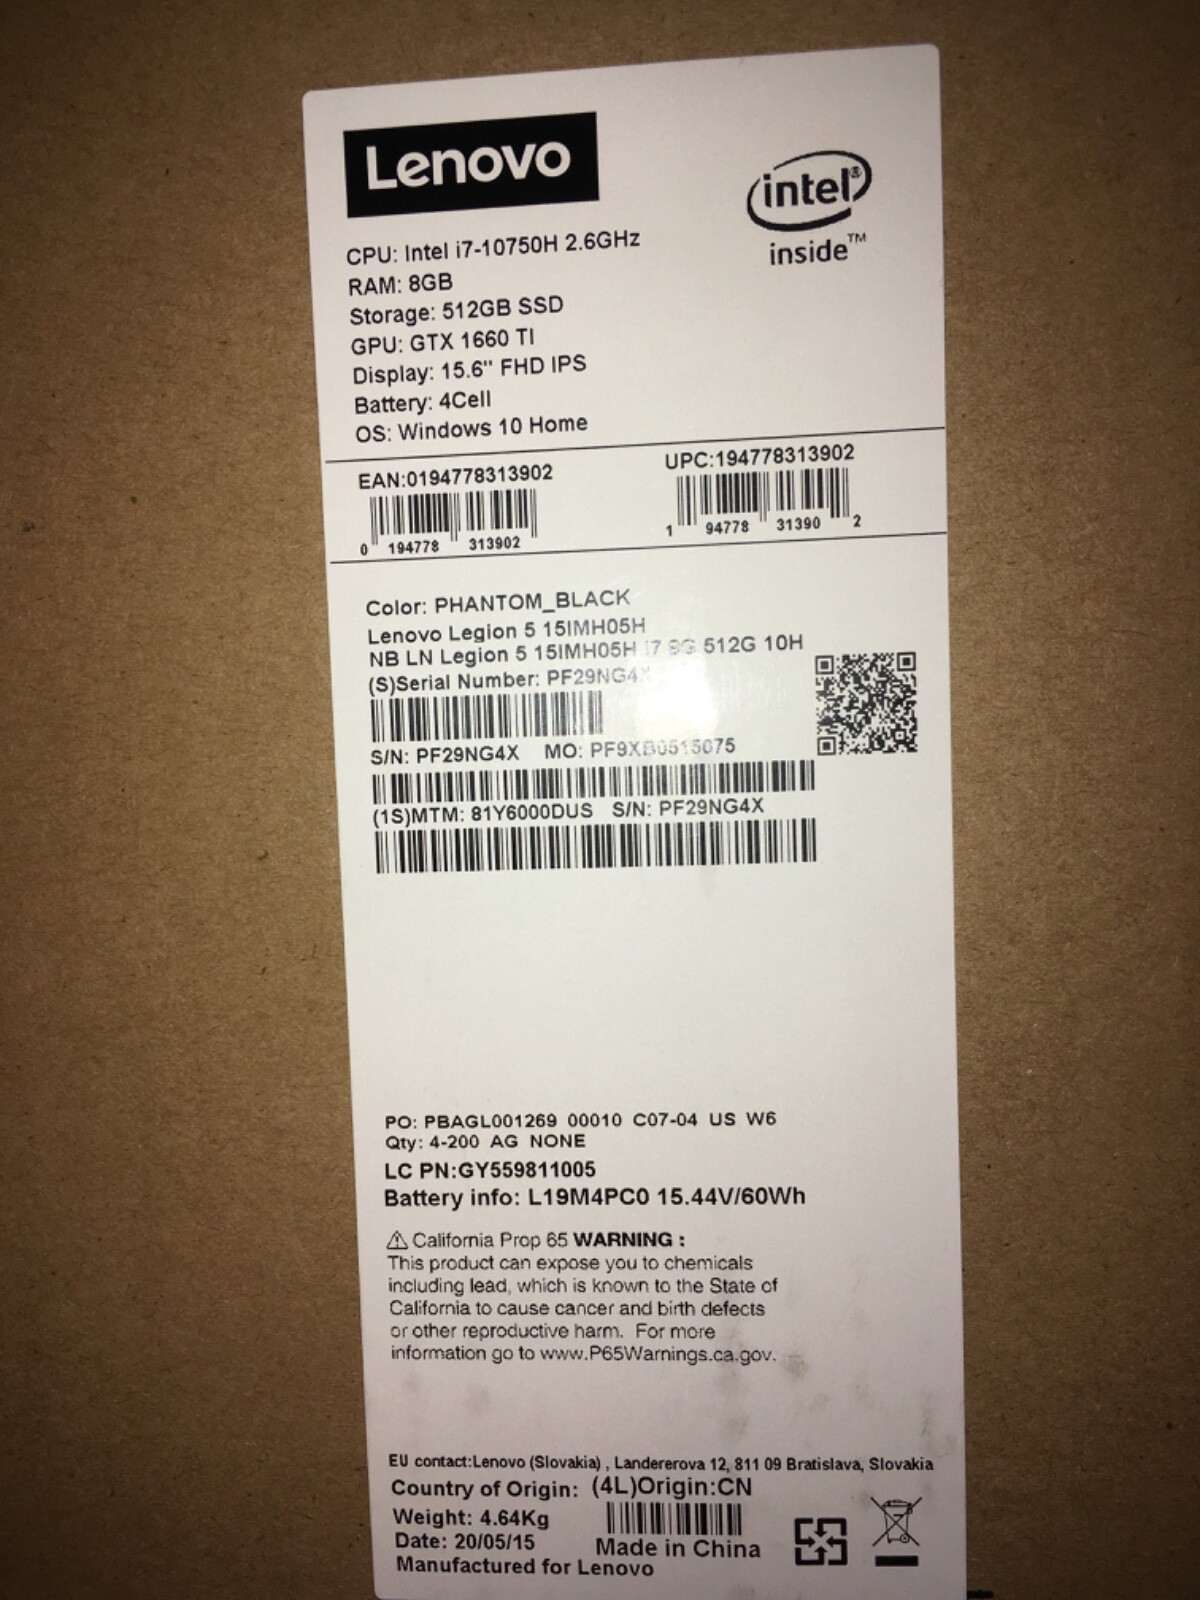 Lenovo
intel®
inside™
CPU: Intel i7-10750H 2.6GHz
RAM: 8GB
Storage: 512GB SSD
GPU: GTX 1660 TI
Display: 15.6" FHD IPS
Battery: 4Cell
OS: Windows 10 Home
EAN:0194778313902 UPC:194778313902
0 194778 313902 1 94778 31390 2
Color: PHANTOM_BLACK
Lenovo Legion 5 15IMH05H
NB LN Legion 5 15IMH05H i7 8G 512G 10H
(S)Serial Number: PF29NG4X
S/N: PF29NG4X MO: PF9XB0515075
(1S)MTM: 81Y6000DUS S/N: PF29NG4X
PO: PBAGL001269 00010 C07-04 US W6
Qty: 4-200 AG NONE
LC PN:GY559811005
Battery info: L19M4PC0 15.44V/60Wh
⚠ California Prop 65 WARNING :
This product can expose you to chemicals
including lead, which is known to the State of
California to cause cancer and birth defects
or other reproductive harm. For more
information go to www.P65Warnings.ca.gov.
EU contact:Lenovo (Slovakia) , Landererova 12, 811 09 Bratislava, Slovakia
Country of Origin: (4L)Origin:CN
Weight: 4.64Kg
Date: 20/05/15 Made in China
Manufactured for Lenovo